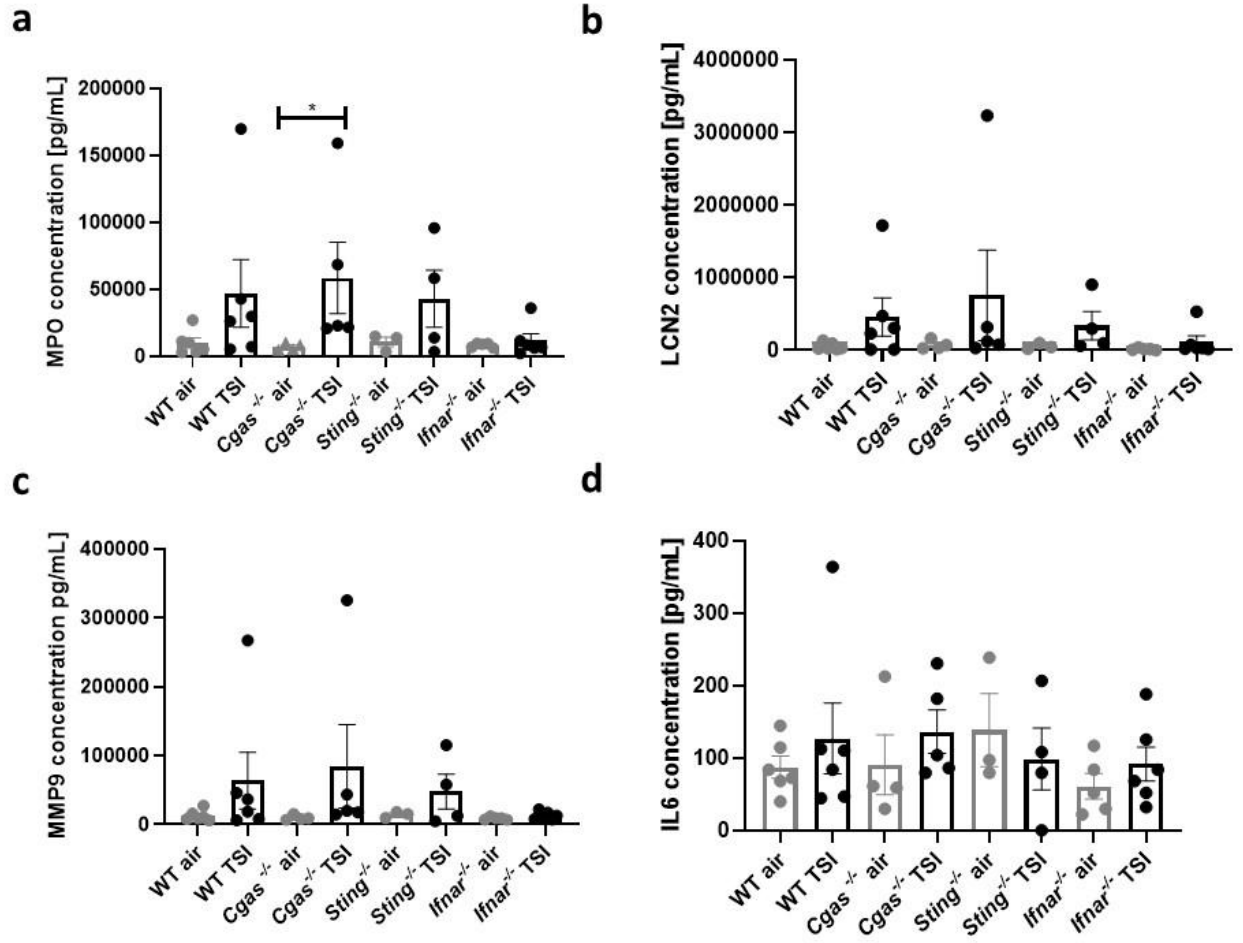 a
MPO concentration [pg/mL]
200000
150000
100000
50000
0
*
WT air
WT TSI
Cgas -/- air
Cgas -/- TSI
Sting -/- air
Sting -/- TSI
Ifnar -/- air
Ifnar -/- TSI
b
LCN2 concentration [pg/mL]
4000000
3000000
2000000
1000000
0
WT air
WT TSI
Cgas -/- air
Cgas -/- TSI
Sting -/- air
Sting -/- TSI
Ifnar -/- air
Ifnar -/- TSI
c
MMP9 concentration pg/mL]
400000
300000
200000
100000
0
WT air
WT TSI
Cgas -/- air
Cgas -/- TSI
Sting -/- air
Sting -/- TSI
Ifnar -/- air
Ifnar -/- TSI
d
IL6 concentration [pg/mL]
400
300
200
100
0
WT air
WT TSI
Cgas -/- air
Cgas -/- TSI
Sting -/- air
Sting -/- TSI
Ifnar -/- air
Ifnar -/- TSI